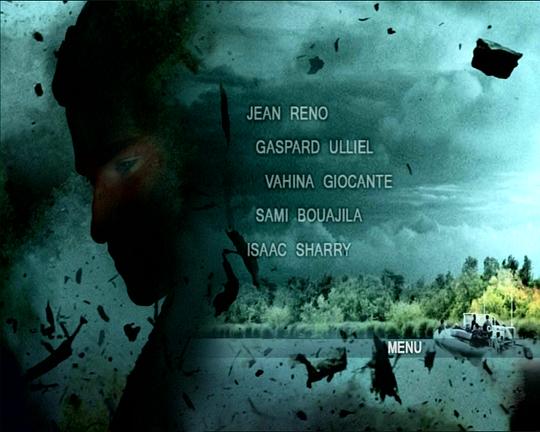 JEAN RENO
GASPARD ULLIEL
VAHINA GIOCANTE
SAMI BOUAJILA
ISAAC SHARRY
MENU